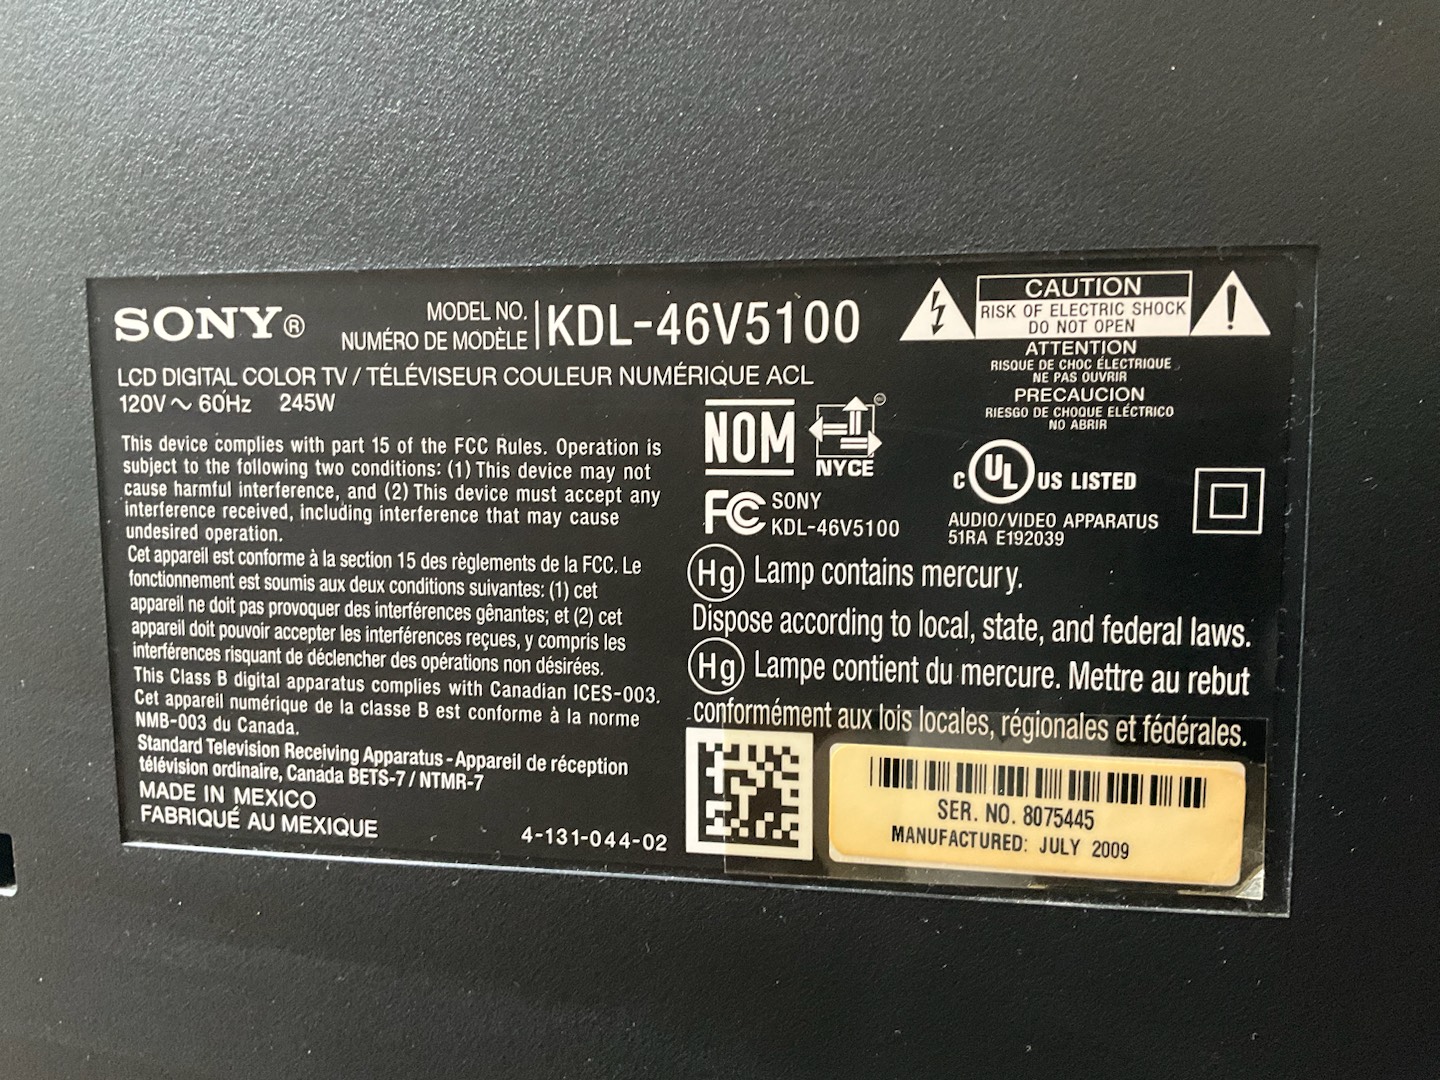 SONY®
MODEL NO.
NUMÉRO DE MODÈLE
KDL-46V5100
LCD DIGITAL COLOR TV / TÉLÉVISEUR COULEUR NUMÉRIQUE ACL
120V ~ 60Hz 245W
This device complies with part 15 of the FCC Rules. Operation is
subject to the following two conditions: (1) This device may not
cause harmful interference, and (2) This device must accept any
interference received, including interference that may cause
undesired operation.
Cet appareil est conforme à la section 15 des règlements de la FCC. Le
fonctionnement est soumis aux deux conditions suivantes: (1) cet
appareil ne doit pas provoquer des interférences gênantes; et (2) cet
appareil doit pouvoir accepter les interférences reçues, y compris les
interférences risquant de déclencher des opérations non désirées.
This Class B digital apparatus complies with Canadian ICES-003.
Cet appareil numérique de la classe B est conforme à la norme
NMB-003 du Canada.
Standard Television Receiving Apparatus - Appareil de réception
télévision ordinaire, Canada BETS-7 / NTMR-7
MADE IN MEXICO
FABRIQUÉ AU MEXIQUE
4-131-044-02
CAUTION
RISK OF ELECTRIC SHOCK
DO NOT OPEN
ATTENTION
RISQUE DE CHOC ÉLECTRIQUE
NE PAS OUVRIR
PRECAUCION
RIESGO DE CHOQUE ELÉCTRICO
NO ABRIR
NOM
NYCE
FC SONY
KDL-46V5100
C UL US LISTED
AUDIO/VIDEO APPARATUS
51RA E192039
Hg Lamp contains mercury.
Dispose according to local, state, and federal laws.
Hg Lampe contient du mercure. Mettre au rebut
conformément aux lois locales, régionales et fédérales.
SER. NO. 8075445
MANUFACTURED: JULY 2009